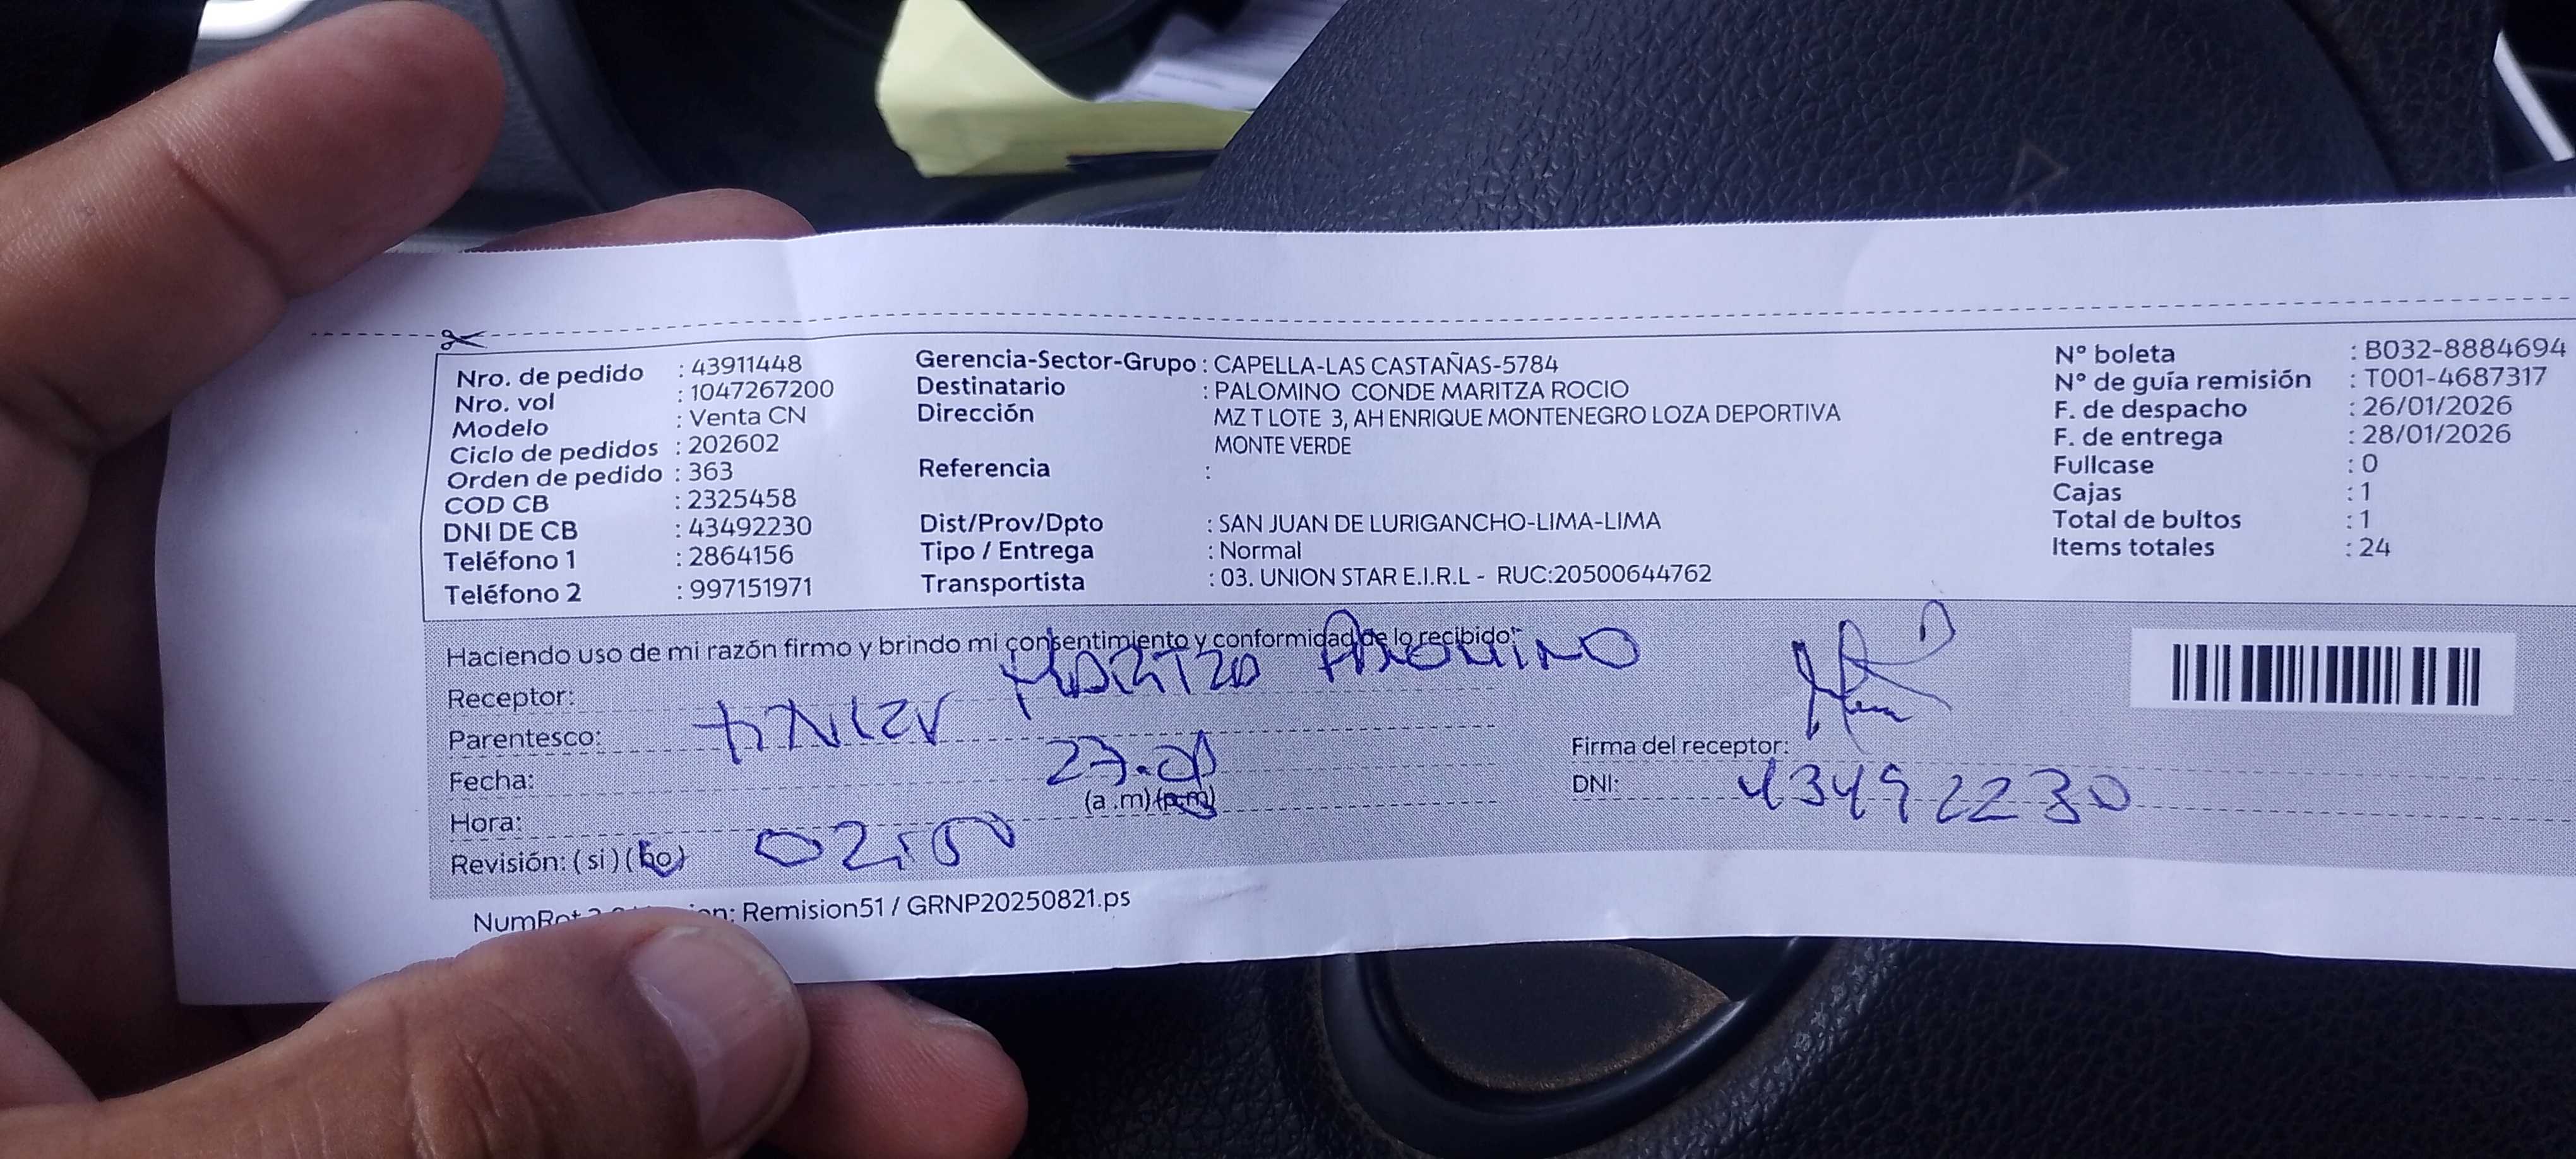 Nro. de pedido : 43911448
Nro. vol : 1047267200
Modelo : Venta CN
Ciclo de pedidos : 202602
Orden de pedido : 363
COD CB : 2325458
DNI DE CB : 43492230
Teléfono 1 : 2864156
Teléfono 2 : 997151971
Gerencia-Sector-Grupo : CAPELLA-LAS CASTAÑAS-5784
Destinatario : PALOMINO CONDE MARITZA ROCIO
Dirección MZ T LOTE 3, AH ENRIQUE MONTENEGRO LOZA DEPORTIVA
MONTE VERDE
Referencia :
Dist/Prov/Dpto : SAN JUAN DE LURIGANCHO-LIMA-LIMA
Tipo / Entrega : Normal
Transportista : 03. UNION STAR E.I.R.L - RUC:20500644762
N° boleta : B032-8884694
N° de guía remisión : T001-4687317
F. de despacho : 26/01/2026
F. de entrega : 28/01/2026
Fullcase : 0
Cajas : 1
Total de bultos : 1
Items totales : 24
Haciendo uso de mi razón firmo y brindo mi consentimiento y conformidad de lo recibido:
Receptor:
Parentesco:
Fecha:
(a.m) (p.m)
Hora:
Revisión: ( si ) (no)
Firma del receptor:
DNI: 43492230
Remision51 / GRNP20250821.ps